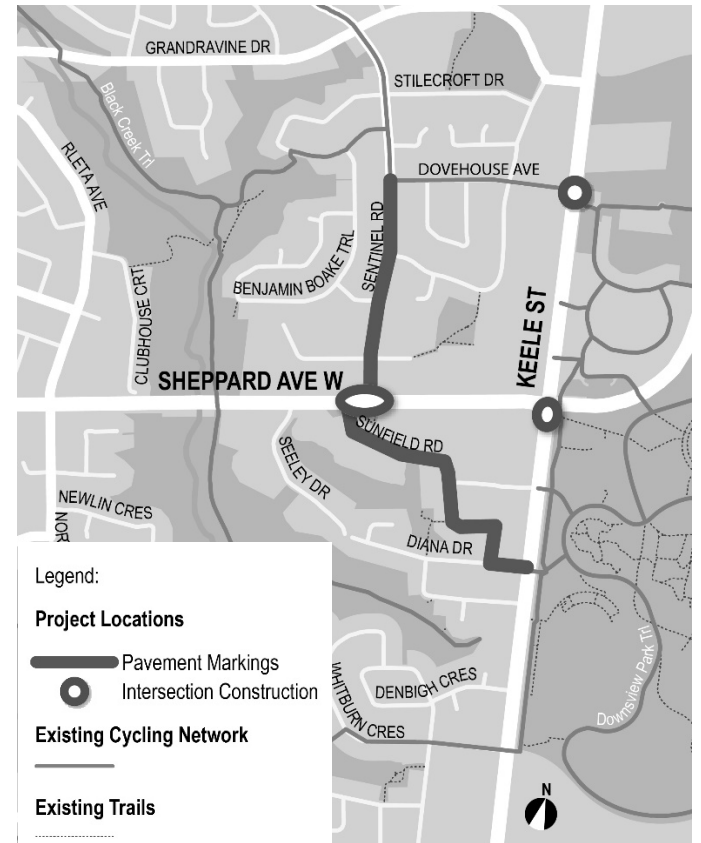 GRANDRAVINE DR
STILECROFT DR
Black Creek Trl
RLETA AVE
DOVEHOUSE AVE
SENTINEL RD
BENJAMIN BOAKE TRL
CLUBHOUSE CRT
KEELE ST
SHEPPARD AVE W
SUNFIELD RD
SEELEY DR
NEWLIN CRES
NOR
DIANA DR
Legend:
Project Locations
Pavement Markings
Intersection Construction
Existing Cycling Network
Existing Trails
WHITBURN CRES
DENBIGH CRES
Downsview Park Trl
N